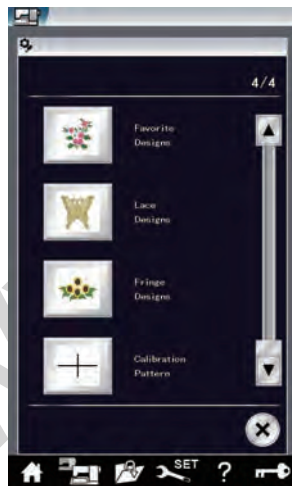 4/4
Favorite
Designs
Lace
Designs
Fringe
Designs
Calibration
Pattern
SET
?